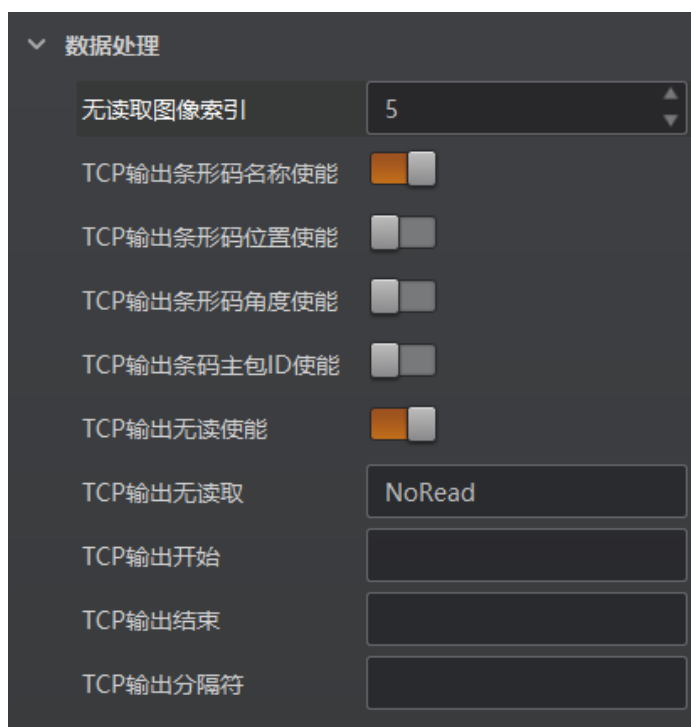 数据处理
无读取图像索引 5
TCP输出条形码名称使能
TCP输出条形码位置使能
TCP输出条形码角度使能
TCP输出条码主包ID使能
TCP输出无读使能
TCP输出无读取 NoRead
TCP输出开始
TCP输出结束
TCP输出分隔符